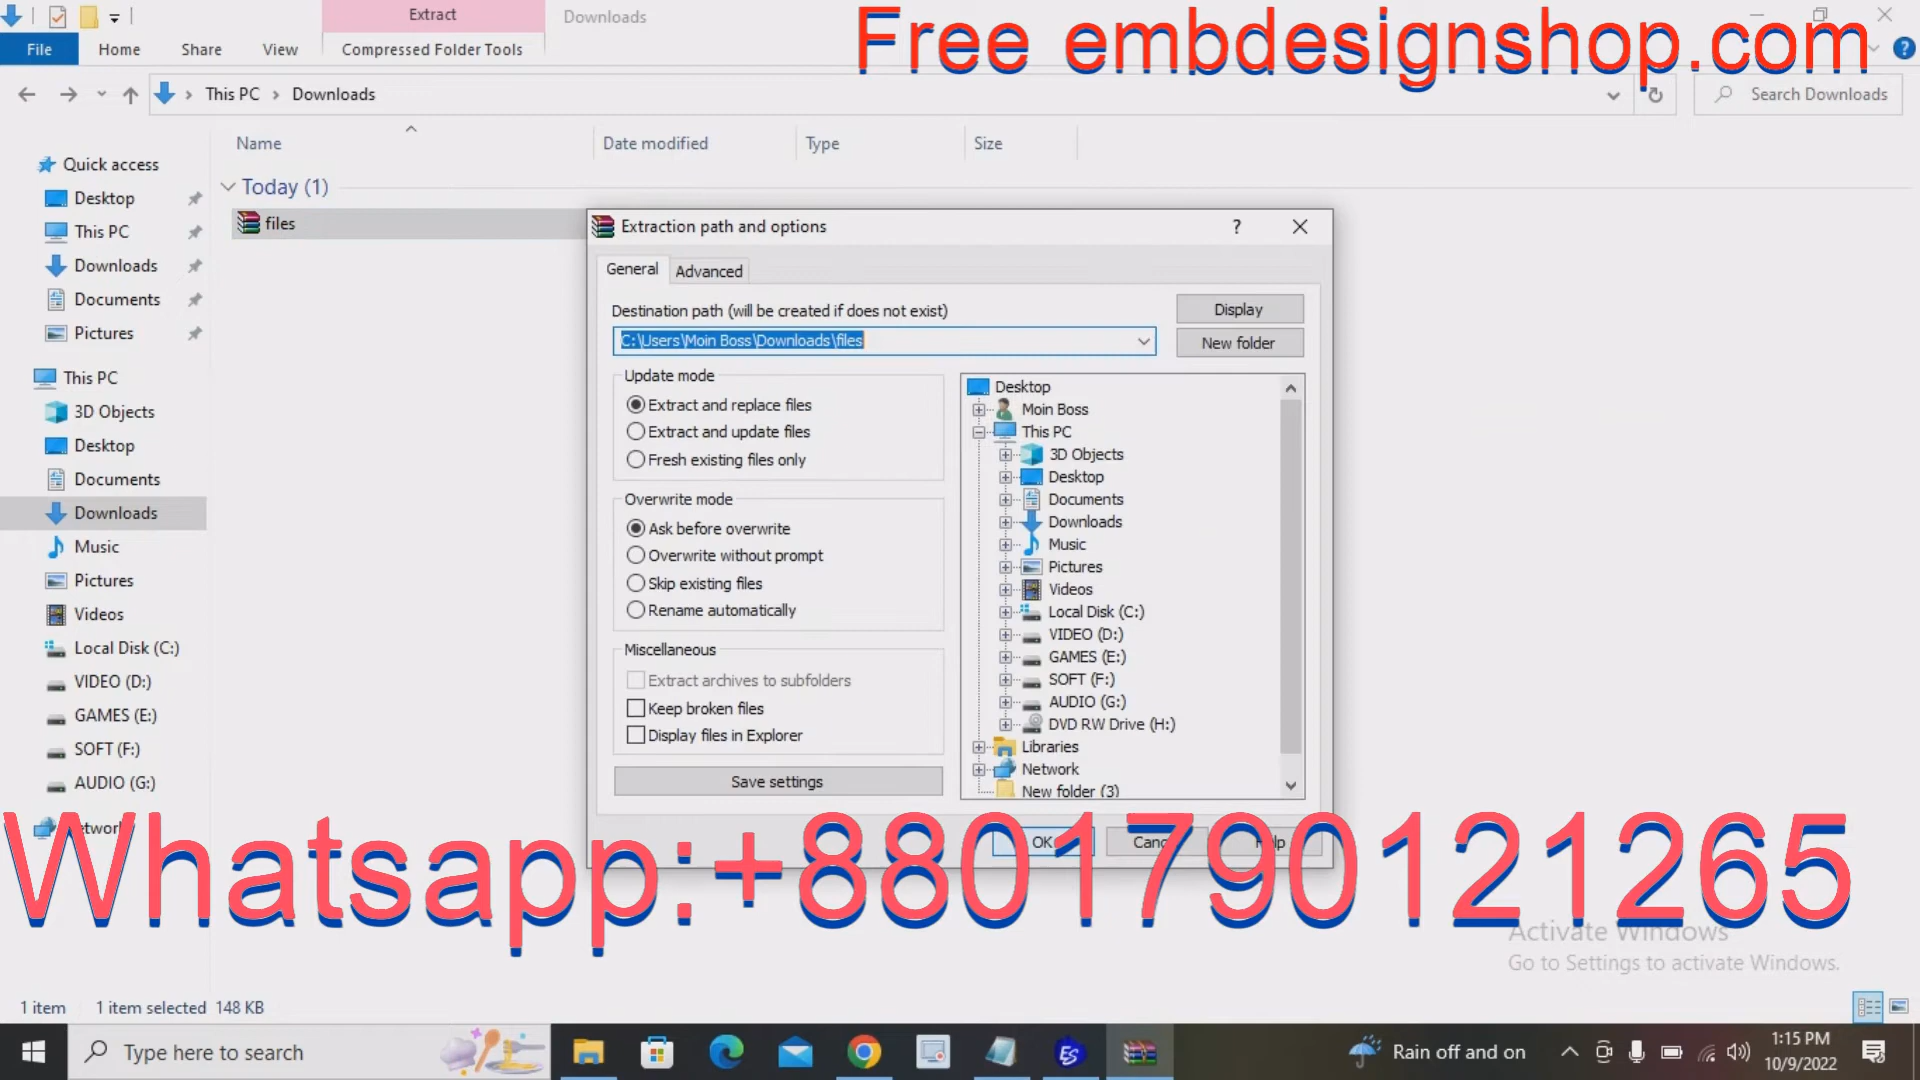 Extract
Downloads
File
Home
Share
View
Compressed Folder Tools
Free embdesignshop.com
This PC
Downloads
Search Downloads
Name
Date modified
Type
Size
Quick access
Desktop
This PC
Downloads
Documents
Pictures
This PC
3D Objects
Desktop
Documents
Downloads
Music
Pictures
Videos
Local Disk (C:)
VIDEO (D:)
GAMES (E:)
SOFT (F:)
AUDIO (G:)
Today (1)
files
Extraction path and options
?
General
Advanced
Destination path (will be created if does not exist)
C:\Users\Moin Boss\Downloads\files
Display
New folder
Update mode
Extract and replace files
Extract and update files
Fresh existing files only
Overwrite mode
Ask before overwrite
Overwrite without prompt
Skip existing files
Rename automatically
Miscellaneous
Extract archives to subfolders
Keep broken files
Display files in Explorer
Save settings
Desktop
Moin Boss
This PC
3D Objects
Desktop
Documents
Downloads
Music
Pictures
Videos
Local Disk (C:)
VIDEO (D:)
GAMES (E:)
SOFT (F:)
AUDIO (G:)
DVD RW Drive (H:)
Libraries
Network
New folder (3)
OK
Whatsapp:+8801790121265
Activate Windows
Go to Settings to activate Windows.
1 item
1 item selected 148 KB
Type here to search
ES
Rain off and on
1:15 PM
10/9/2022